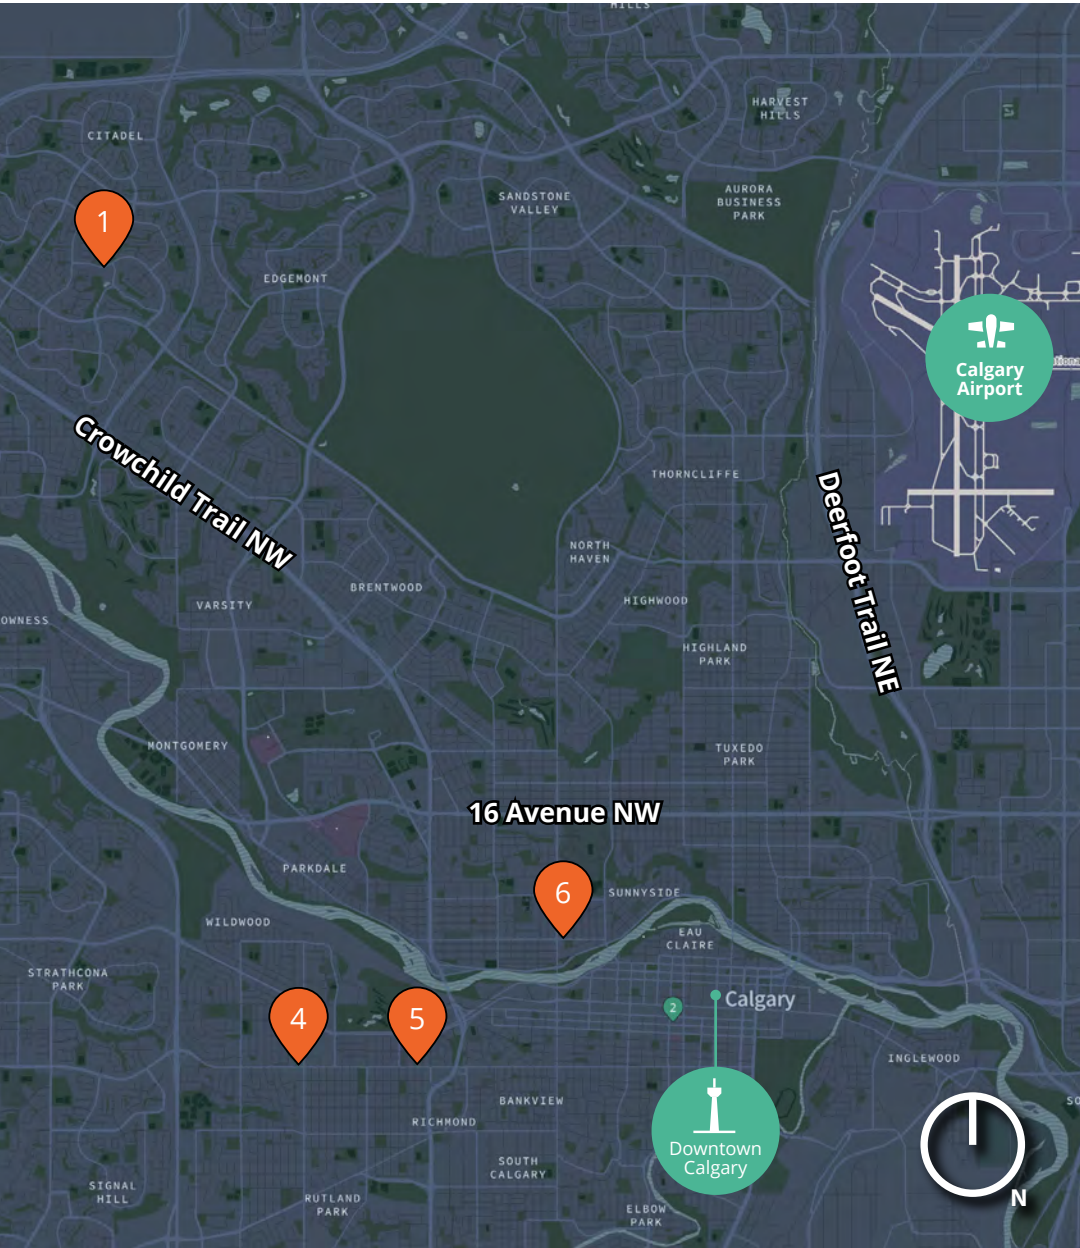 HILLS
HARVEST
HILLS
CITADEL
1
SANDSTONE
VALLEY
AURORA
BUSINESS
PARK
EDGEMONT
Calgary
Airport
Crowchild Trail NW
THORNCLIFFE
Deerfoot Trail NE
NORTH
HAVEN
BRENTWOOD
HIGHWOOD
VARSITY
OWNESS
HIGHLAND
PARK
MONTGOMERY
TUXEDO
PARK
16 Avenue NW
PARKDALE
6
SUNNYSIDE
WILDWOOD
EAU
CLAIRE
STRATHCONA
PARK
Calgary
2
4
5
INGLEWOOD
BANKVIEW
SO
RICHMOND
Downtown
Calgary
SOUTH
CALGARY
SIGNAL
HILL
RUTLAND
PARK
ELBOW
PARK
N